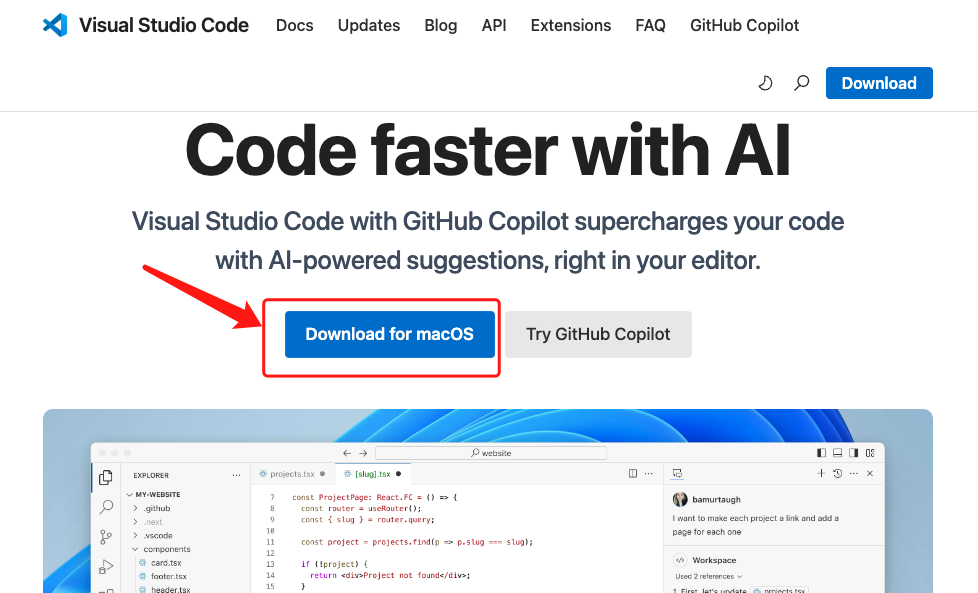 Visual Studio Code Docs Updates Blog API Extensions FAQ GitHub Copilot
Download
Code faster with AI
Visual Studio Code with GitHub Copilot supercharges your code
with AI-powered suggestions, right in your editor.
Download for macOS Try GitHub Copilot
website
EXPLORER ···
MY-WEBSITE
.github
.next
.vscode
components
card.tsx
footer.tsx
header.tsx
projects.tsx [slug].tsx
7 const ProjectPage: React.FC = () => {
8 const router = useRouter();
9 const { slug } = router.query;
10
11 const project = projects.find(p => p.slug === slug);
12
13 if (!project) {
14 return <div>Project not found</div>;
15 }
bamurtaugh
I want to make each project a link and add a
page for each one
Workspace
Used 2 references
1. First, let's update projects.tsx